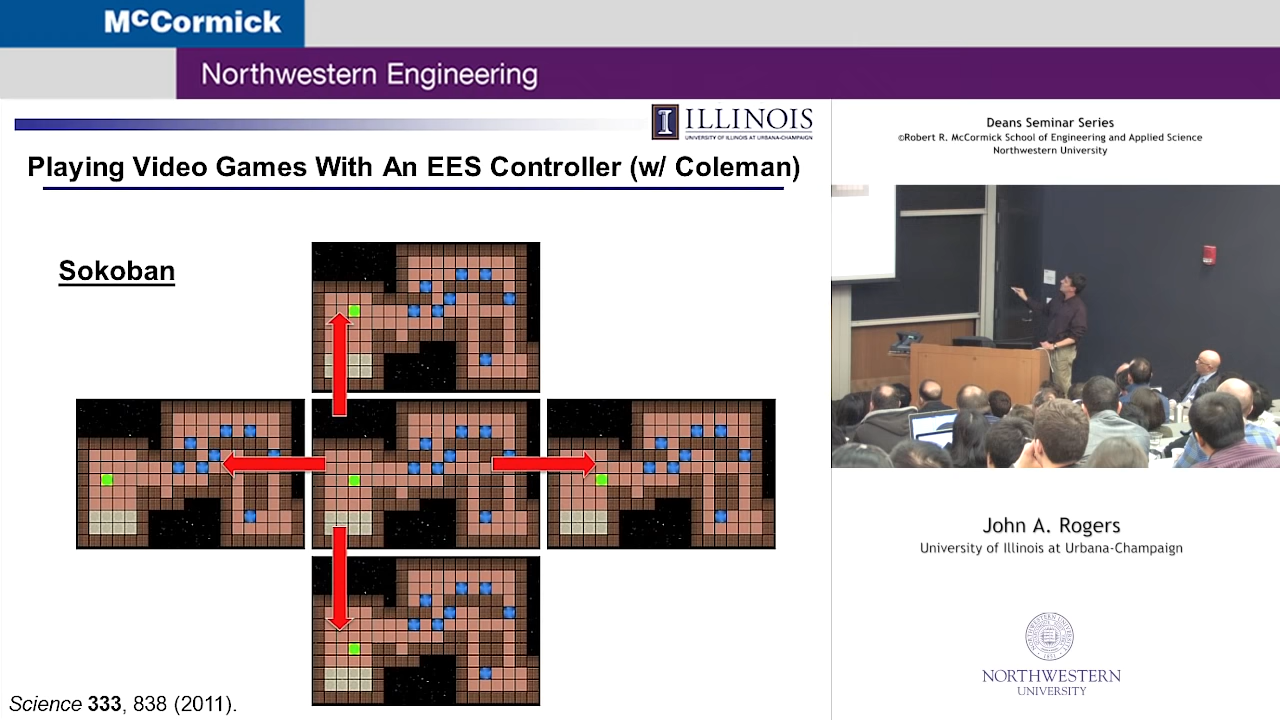 McCormick
Northwestern Engineering
I ILLINOIS
UNIVERSITY OF ILLINOIS AT URBANA-CHAMPAIGN
Playing Video Games With An EES Controller (w/ Coleman)
Sokoban
Science 333, 838 (2011).
Deans Seminar Series
©Robert R. McCormick School of Engineering and Applied Science
Northwestern University
John A. Rogers
University of Illinois at Urbana-Champaign
NORTHWESTERN
UNIVERSITY